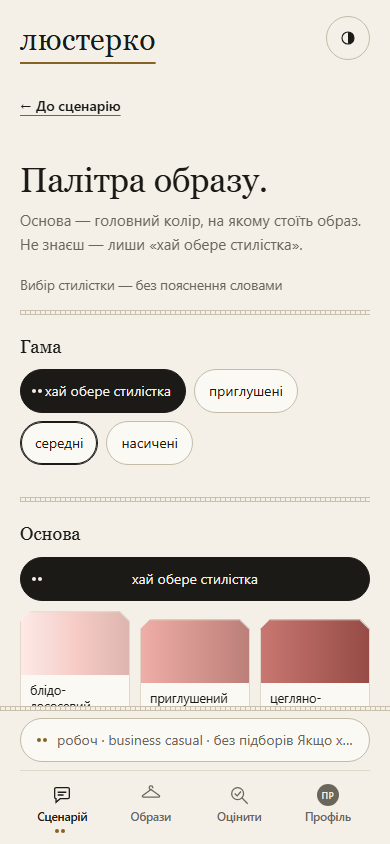 люстерко
← До сценарію
Палітра образу.
Основа — головний колір, на якому стоїть образ.
Не знаєш — лиши «хай обере стилістка».
Вибір стилістки — без пояснення словами
Гама
хай обере стилістка
приглушені
середні
насичені
Основа
хай обере стилістка
блідо-
лососевий
приглушений
цегляно-
робоч · business casual · без підборів Якщо х…
Сценарій
Образи
Оцінити
ПР
Профіль